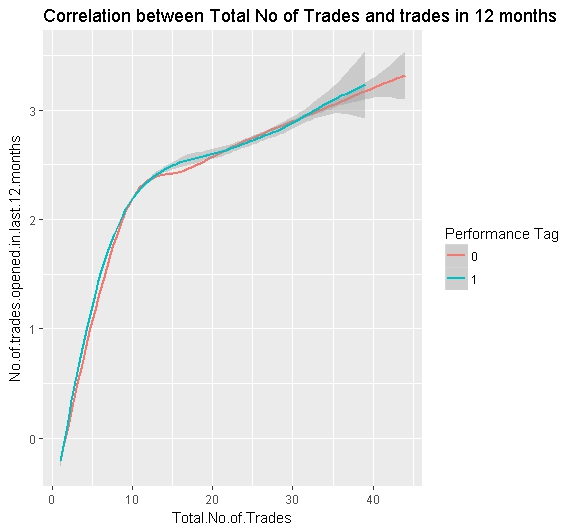 Correlation between Total No of Trades and trades in 12 months
No.of.trades.opened.in.last.12.months
3
2
1
0
0
10
20
30
40
Total.No.of.Trades
Performance Tag
0
1